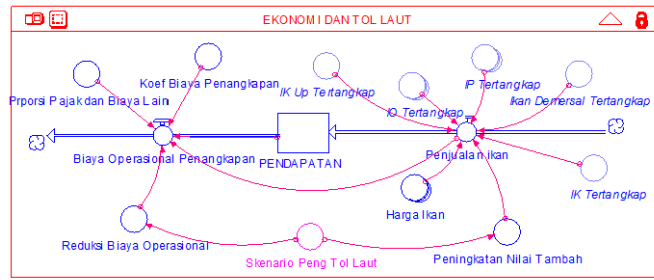 EKONOMI DAN TOL LAUT
Koef Biaya Penangkapan
IP Tertangkap
Prporsi Pajak dan Biaya Lain
IK Up Tertangkap
IO Tertangkap
Ikan Demersal Tertangkap
Biaya Operasional Penangkapan
PENDAPATAN
Penjualan ikan
IK Tertangkap
Harga Ikan
Reduksi Biaya Operasional
Skenario Peng Tol Laut
Peningkatan Nilai Tambah